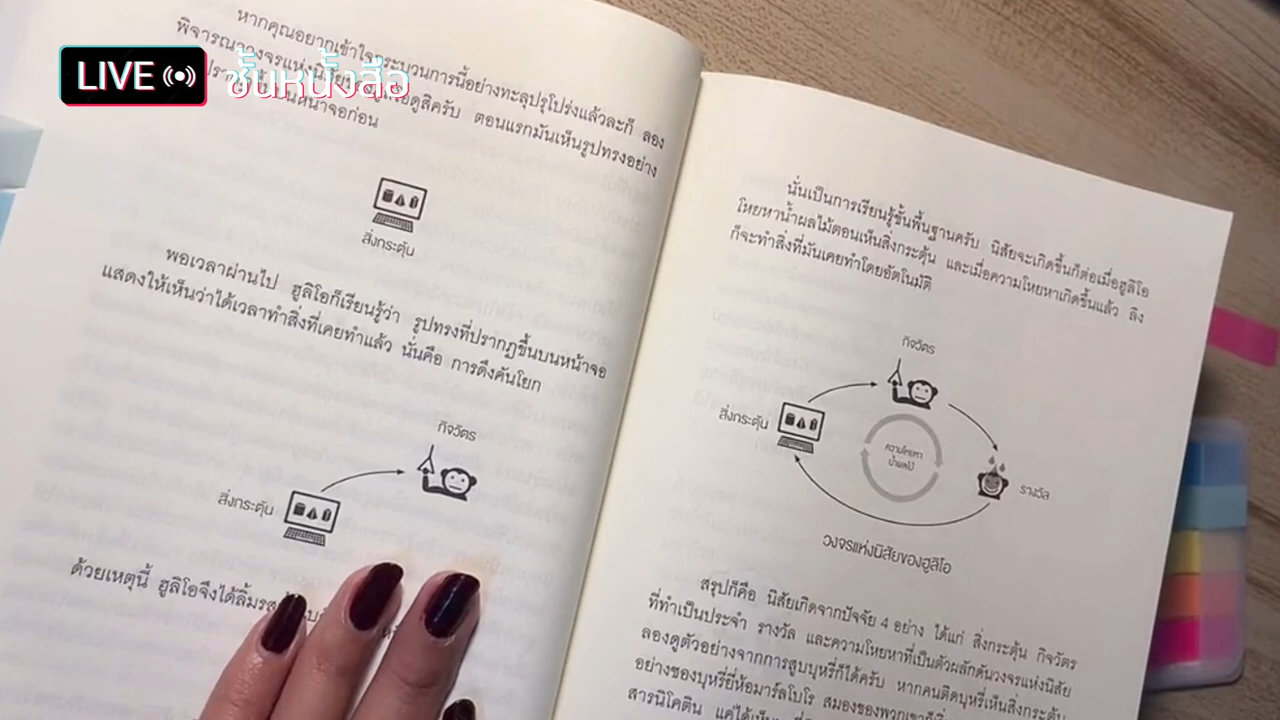 LIVE
ชั้นหนังสือ
หากคุณอยากเข้าใจกระบวนการนี้อย่างทะลุปรุโปร่งแล้วละก็ ลอง
พิจารณาวงจรแห่งนิสัยของฮูลิโอดูสิครับ ตอนแรกมันเห็นรูปทรงอย่าง
หน้าจอก่อน
สิ่งกระตุ้น
พอเวลาผ่านไป ฮูลิโอก็เรียนรู้ว่า รูปทรงที่ปรากฏขึ้นบนหน้าจอ
แสดงให้เห็นว่าได้เวลาทำสิ่งที่เคยทำแล้ว นั่นคือ การดึงคันโยก
กิจวัตร
สิ่งกระตุ้น
ด้วยเหตุนี้ ฮูลิโอจึงได้ลิ้มรส
นั่นเป็นการเรียนรู้ขั้นพื้นฐานครับ นิสัยจะเกิดขึ้นก็ต่อเมื่อฮูลิโอ
โหยหาน้ำผลไม้ตอนเห็นสิ่งกระตุ้น และเมื่อความโหยหาเกิดขึ้นแล้ว ลิง
ก็จะทำสิ่งที่มันเคยทำโดยอัตโนมัติ
กิจวัตร
สิ่งกระตุ้น
ความโหยหา
น้ำผลไม้
รางวัล
วงจรแห่งนิสัยของฮูลิโอ
สรุปก็คือ นิสัยเกิดจากปัจจัย 4 อย่าง ได้แก่ สิ่งกระตุ้น กิจวัตร
ที่ทำเป็นประจำ รางวัล และความโหยหาที่เป็นตัวผลักดันวงจรแห่งนิสัย
ลองดูตัวอย่างจากการสูบบุหรี่ก็ได้ครับ หากคนติดบุหรี่เห็นสิ่งกระตุ้น
อย่างซองบุหรี่ยี่ห้อมาร์ลโบโร สมองของพวกเขาก็
สารนิโคติน แค่ได้เห็น